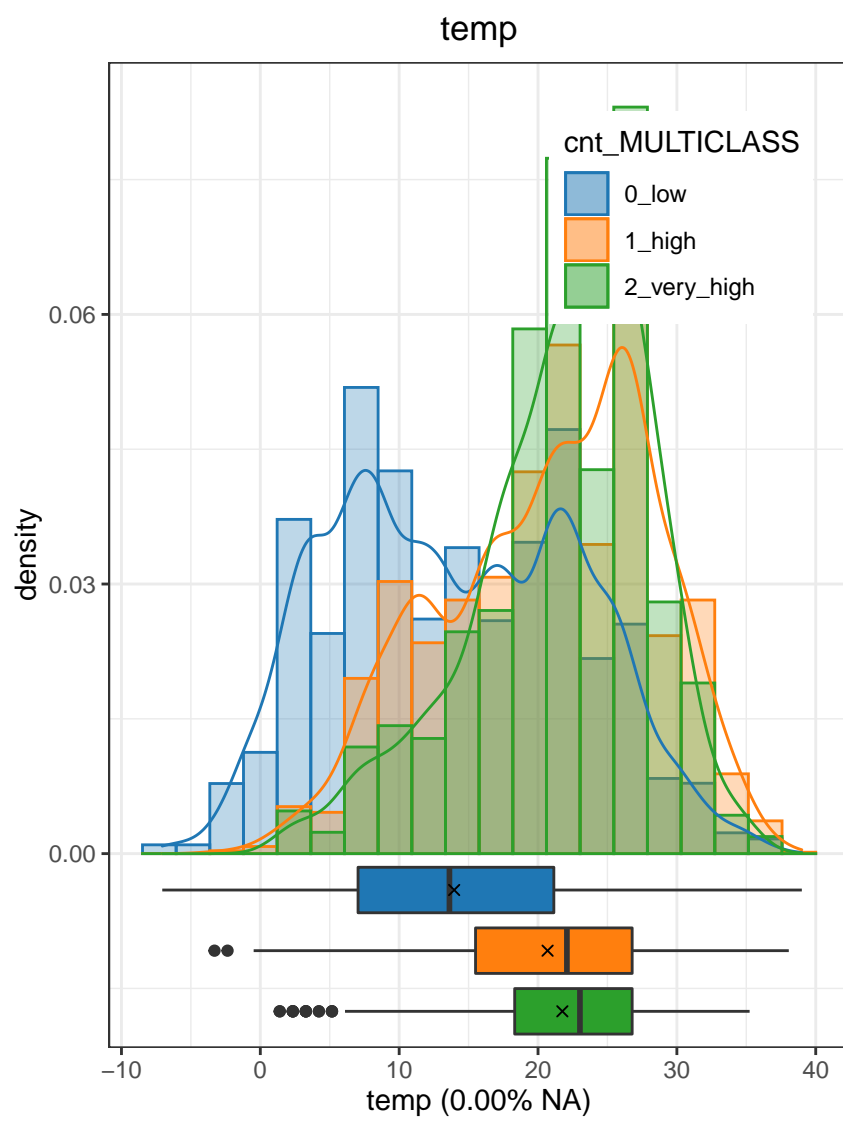 temp
cnt_MULTICLASS
0_low
1_high
2_very_high
0.06
0.03
0.00
density
−10 0 10 20 30 40
temp (0.00% NA)